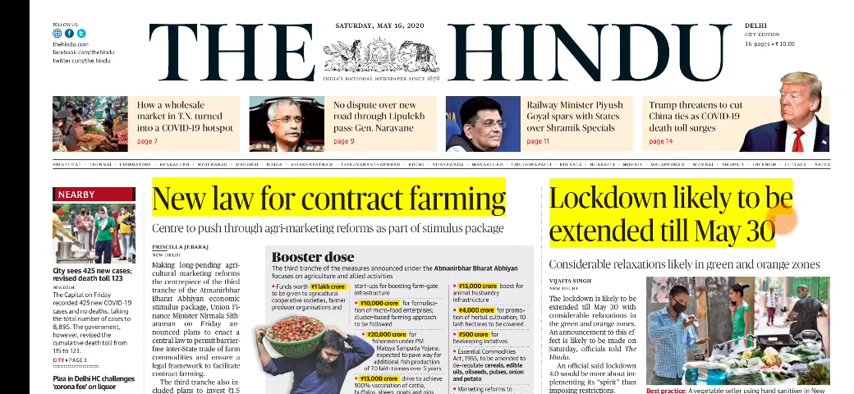 FOLLOW US:
thehindu.com
facebook.com/thehindu
twitter.com/the hindu
SATURDAY, MAY 16, 2020
THE HINDU
INDIA'S NATIONAL NEWSPAPER SINCE 1878
DELHI
CITY EDITION
16 pages • ₹10.00
How a wholesale
market in T.N. turned
into a COVID-19 hotspot
page 7
No dispute over new
road through Lipulekh
pass: Gen. Naravane
page 9
Railway Minister Piyush
Goyal spars with States
over Shramik Specials
page 11
Trump threatens to cut
China ties as COVID-19
death toll surges
page 14
NEARBY
City sees 425 new cases;
revised death toll 123
NEW DELHI
The Capital on Friday
recorded 425 new COVID-19
cases and no deaths, taking
the total number of cases to
8,895. The government,
however, revised the
cumulative death toll from
115 to 123.
CITY PAGE 3
Plea in Delhi HC challenges
'corona fee' on liquor
New law for contract farming
Centre to push through agri-marketing reforms as part of stimulus package
PRISCILLA JEBARAJ
NEW DELHI
Making long-pending agri-
cultural marketing reforms
the centrepiece of the third
tranche of the Atmanirbhar
Bharat Abhiyan economic
stimulus package, Union Fi-
nance Minister Nirmala Sith-
araman on Friday an-
nounced plans to enact a
central law to permit barrier-
free inter-State trade of farm
commodities and ensure a
legal framework to facilitate
contract farming.
The third tranche also in-
cluded plans to invest ₹1.5
Booster dose
The third tranche of the measures announced under the Atmanirbhar Bharat Abhiyan
focuses on agriculture and allied activities
• Funds worth ₹1 lakh crore
to be given to agricultural
cooperative societies, farmer
producer organisations and
start-ups for boosting farm-gate
infrastructure
• ₹10,000 crore for formalisa-
tion of micro-food enterprises;
cluster-based farming approach
to be followed
• ₹20,000 crore for
fishermen under PM
Matsya Sampada Yojana;
expected to pave way for
additional fish production
of 70 lakh tonnes over 5 years
• ₹13,000 crore drive to achieve
100% vaccination of cattle,
buffalos, sheep, goats and pigs
• ₹15,000 crore boost for
animal husbandry
infrastructure
• ₹4,000 crore for promo-
tion of herbal cultivation; 10
lakh hectares to be covered
• ₹500 crore for
beekeeping initiatives
• Essential Commodities
Act, 1955, to be amended to
de-regulate cereals, edible
oils, oilseeds, pulses, onion
and potato
• Marketing reforms to
Lockdown likely to be
extended till May 30
Considerable relaxations likely in green and orange zones
VIJAITA SINGH
NEW DELHI
The lockdown is likely to be
extended till May 30 with
considerable relaxations in
the green and orange zones.
An announcement to this ef-
fect is likely to be made on
Saturday, officials told The
Hindu.
An official said lockdown
4.0 would be more about im-
plementing its "spirit" than
imposing restrictions.
Best practice: A vegetable seller using hand sanitiser in New